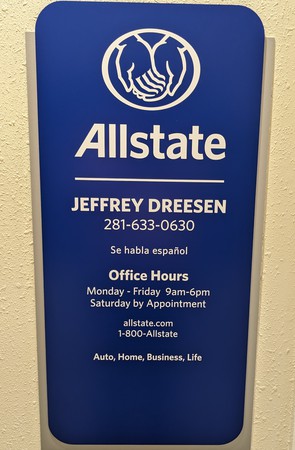 Allstate
JEFFREY DREESEN
281-633-0630
Se habla español
Office Hours
Monday - Friday 9am-6pm
Saturday by Appointment
allstate.com
1-800-Allstate
Auto, Home, Business, Life